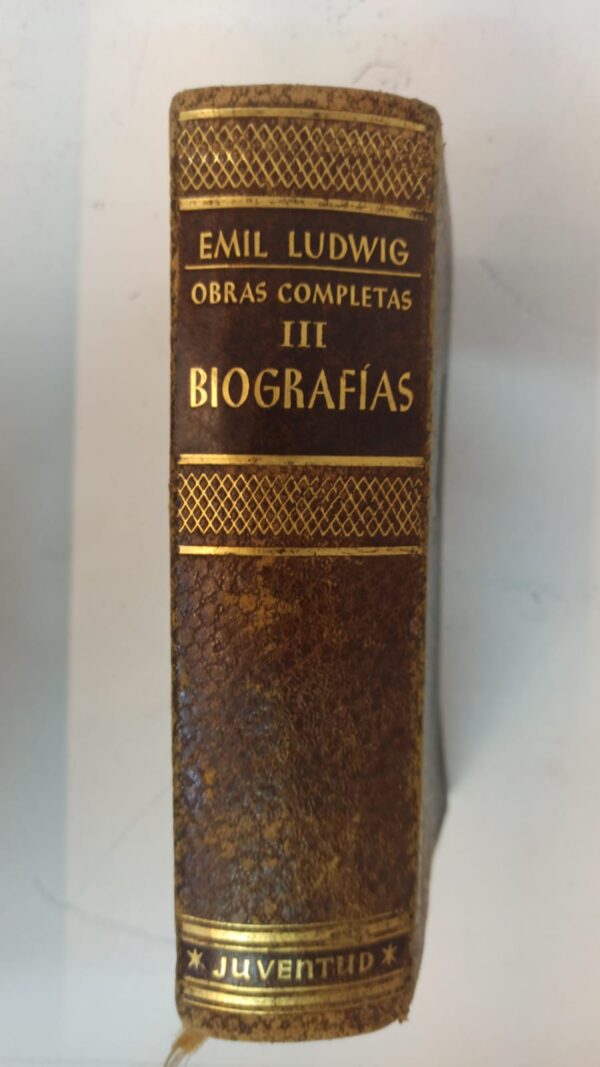 EMIL LUDWIG
OBRAS COMPLETAS
III
BIOGRAFÍAS
* JUVENTUD *